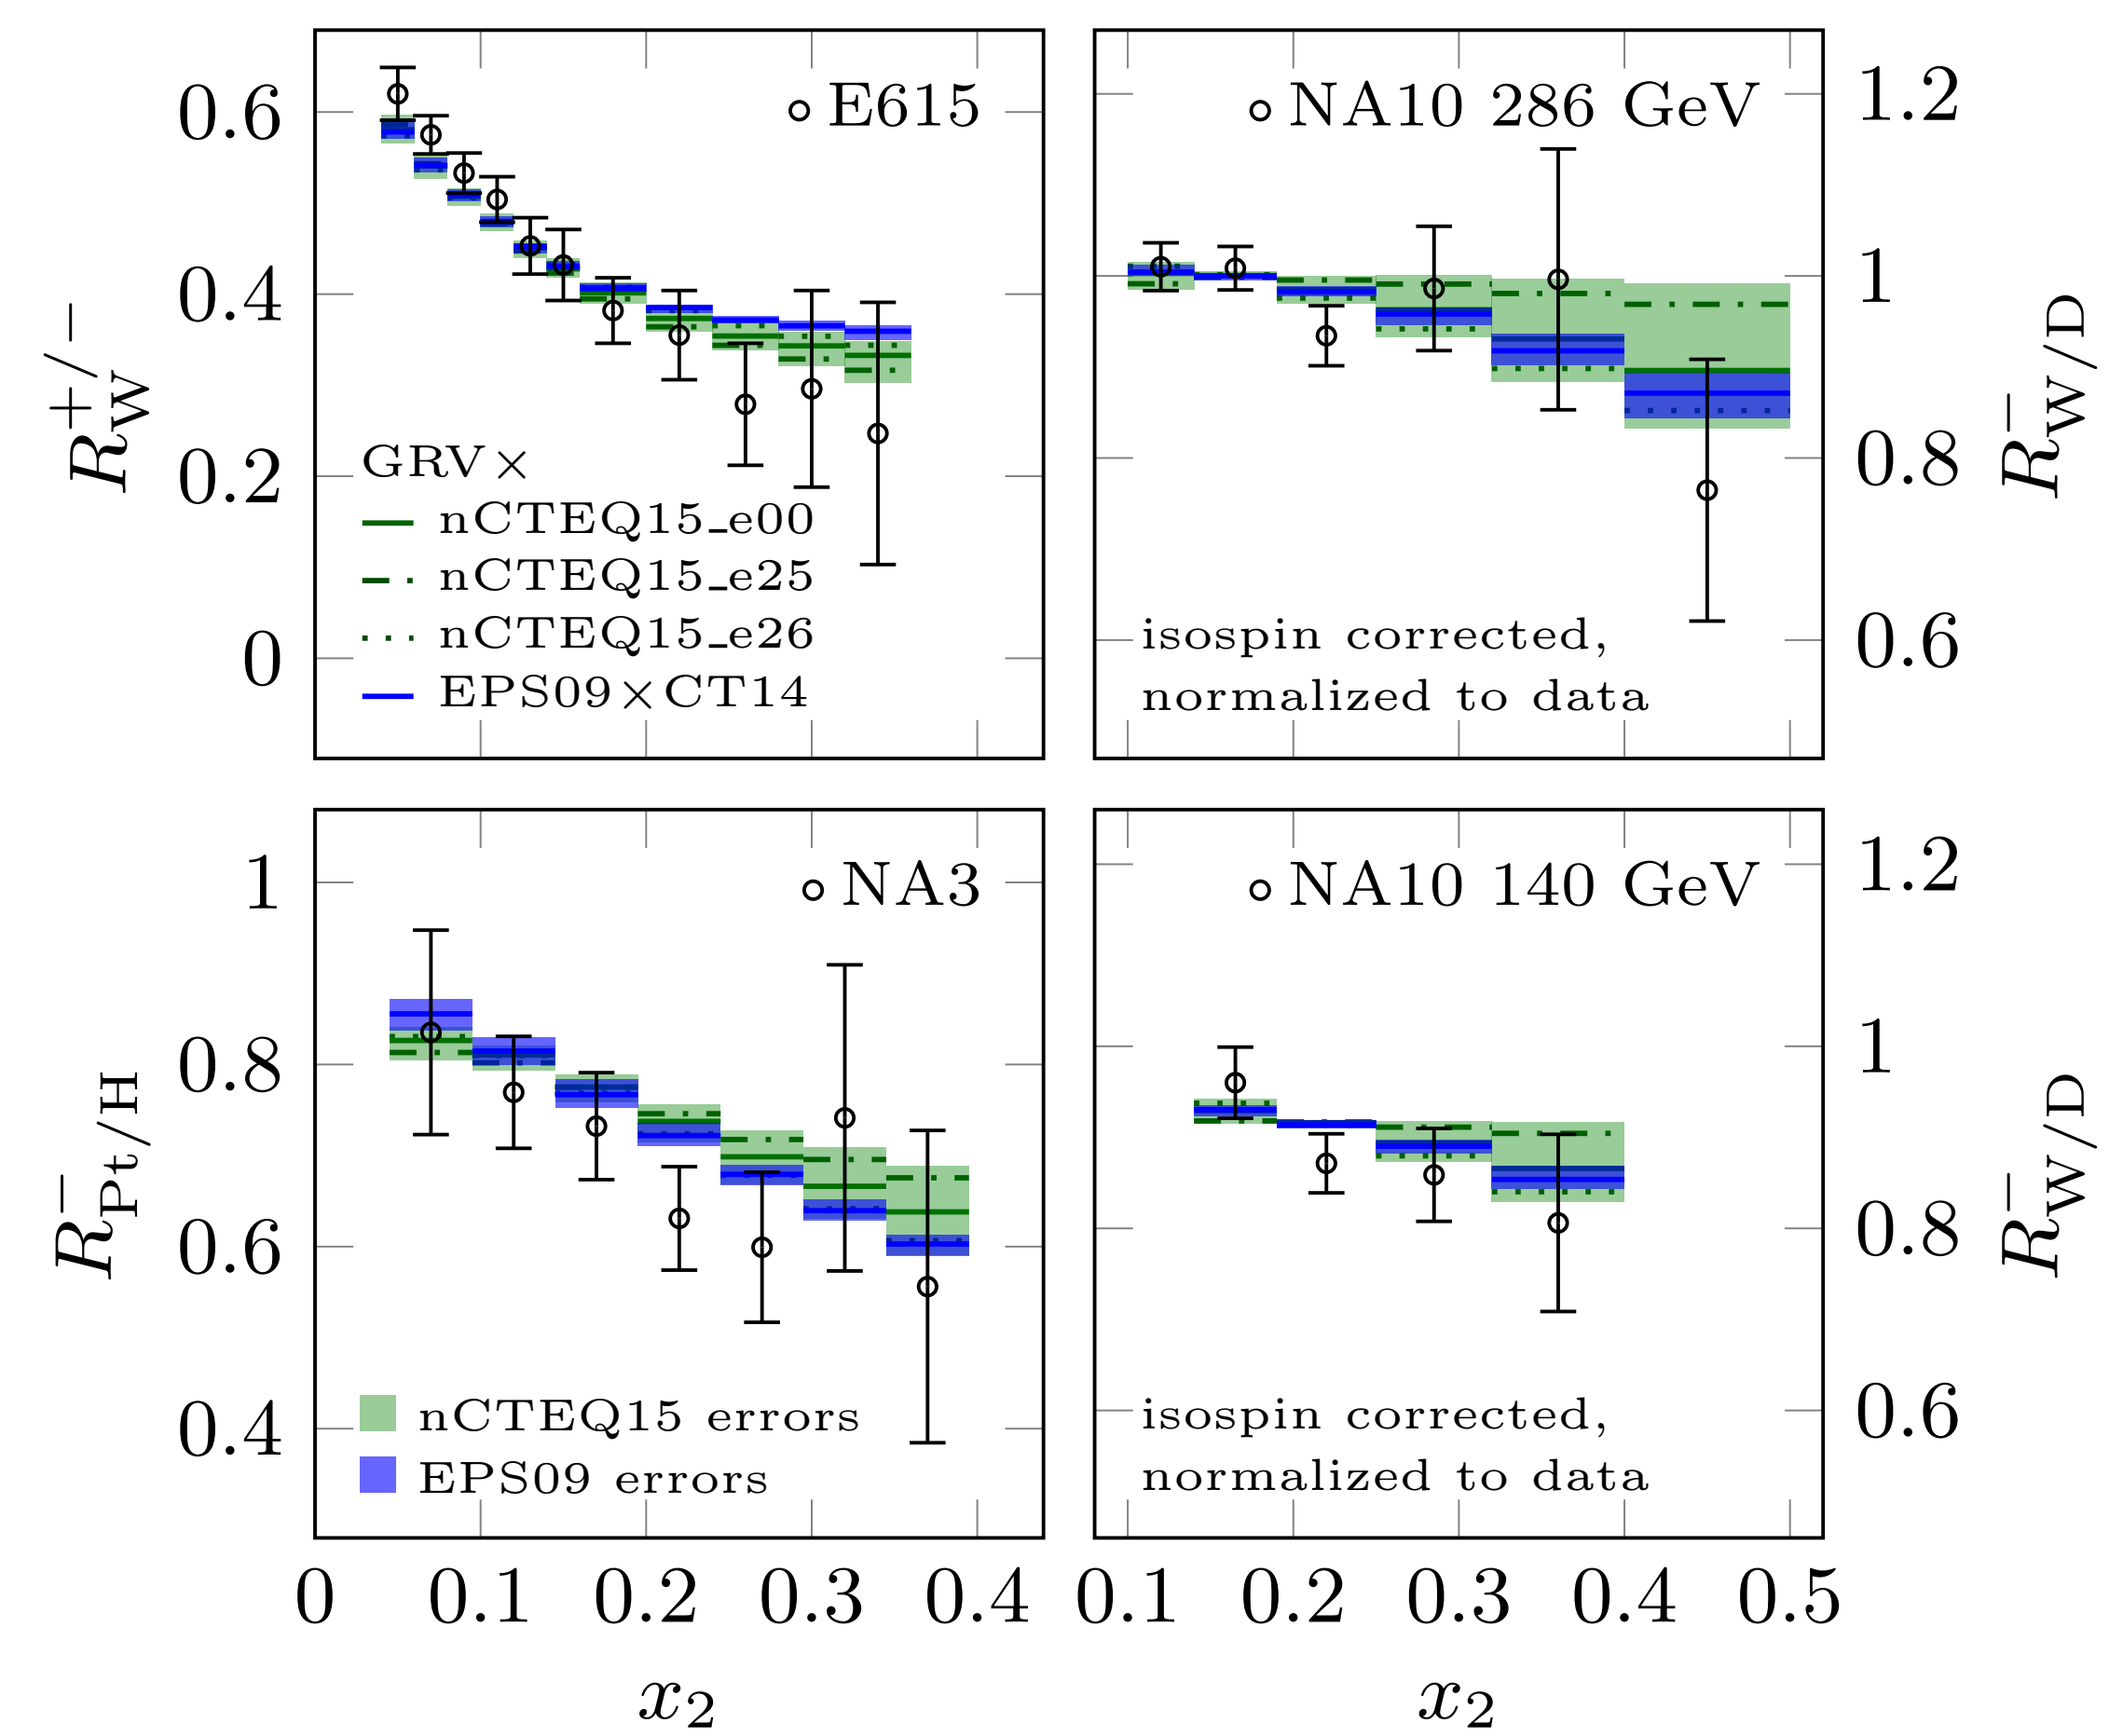 0.6
0.4
0.2
0
R_W^{+/−}
E615
GRV×
nCTEQ15_e00
nCTEQ15_e25
nCTEQ15_e26
EPS09×CT14
NA10 286 GeV
isospin corrected,
normalized to data
1.2
1
0.8
0.6
R^−_{W/D}
1
0.8
0.6
0.4
R^−_{Pt/H}
NA3
nCTEQ15 errors
EPS09 errors
0 0.1 0.2 0.3 0.4
x₂
NA10 140 GeV
isospin corrected,
normalized to data
1.2
1
0.8
0.6
R^−_{W/D}
0.1 0.2 0.3 0.4 0.5
x₂